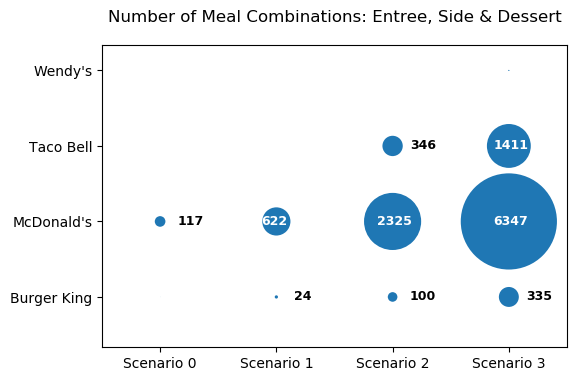 Number of Meal Combinations: Entree, Side & Dessert
Wendy's
Taco Bell 346 1411
McDonald's 117 622 2325 6347
Burger King 24 100 335
Scenario 0 Scenario 1 Scenario 2 Scenario 3